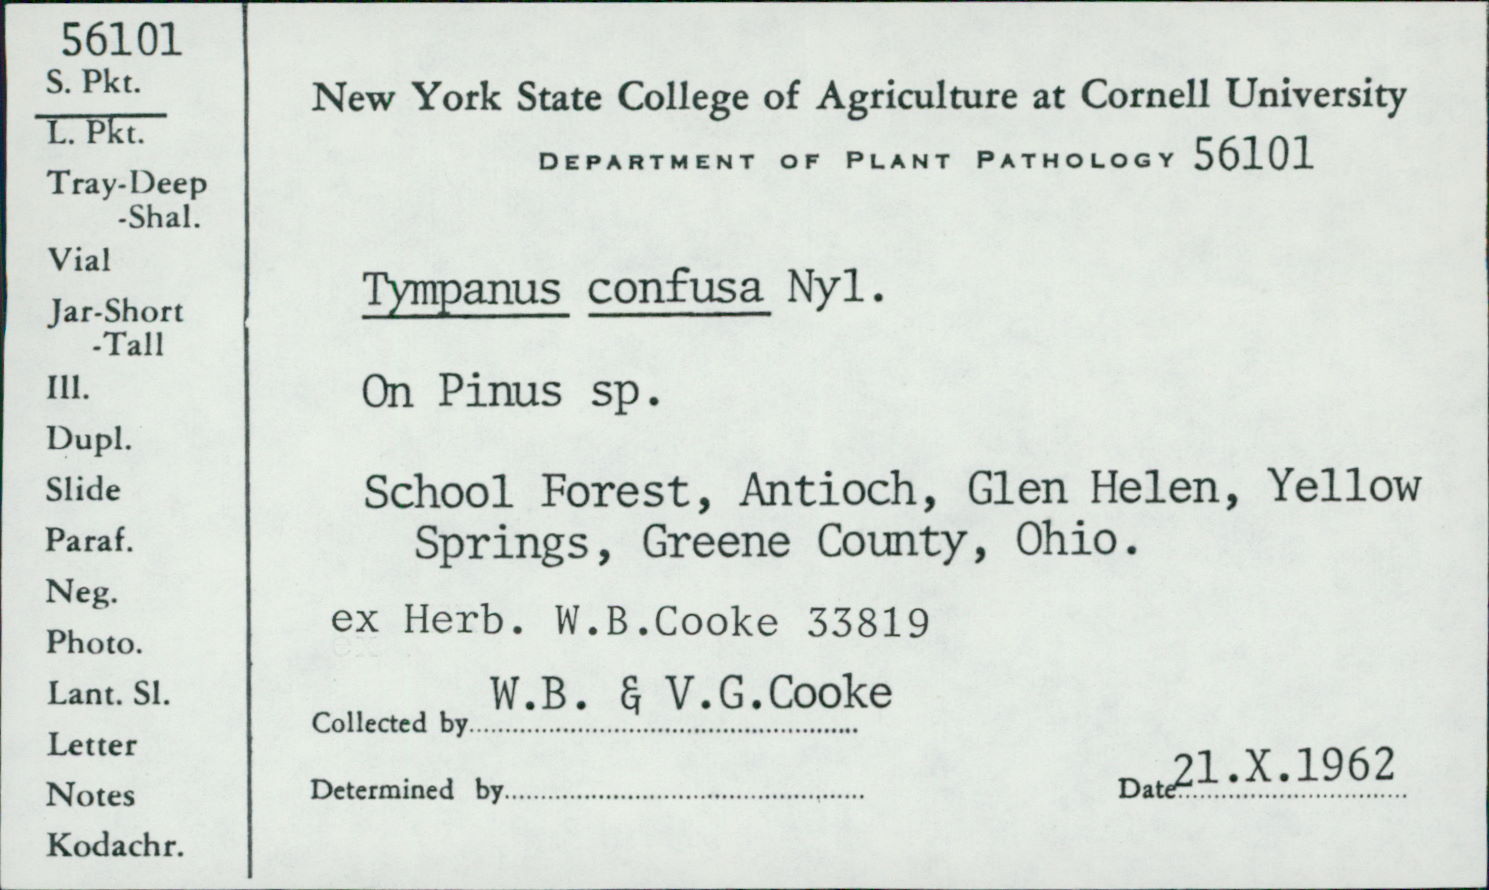 56101
S. Pkt.
L. Pkt.
Tray-Deep
-Shal.
Vial
Jar-Short
-Tall
Ill.
Dupl.
Slide
Paraf.
Neg.
Photo.
Lant. Sl.
Letter
Notes
Kodachr.
New York State College of Agriculture at Cornell University
DEPARTMENT OF PLANT PATHOLOGY 56101
Tympanus confusa Nyl.
On Pinus sp.
School Forest, Antioch, Glen Helen, Yellow
Springs, Greene County, Ohio.
ex Herb. W.B.Cooke 33819
Collected by W.B. & V.G.Cooke
Determined by
Date 21.X.1962